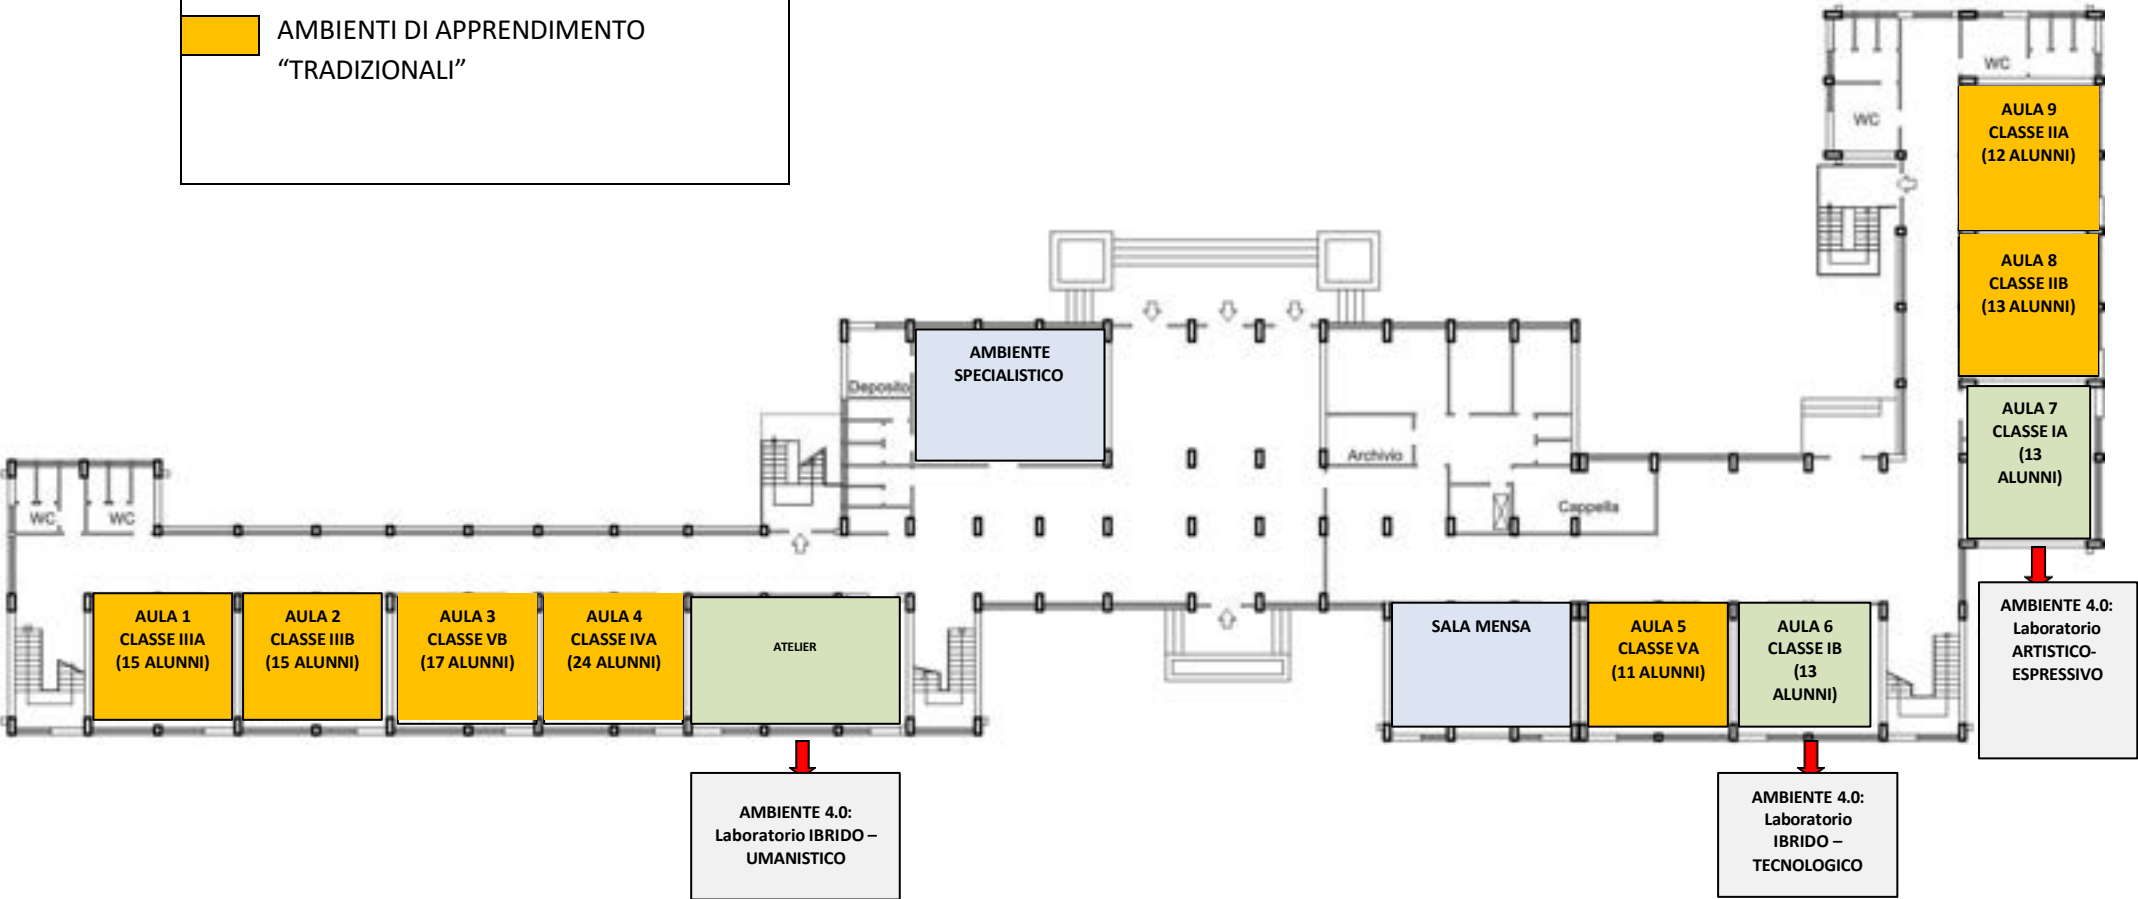 AMBIENTI DI APPRENDIMENTO
“TRADIZIONALI”
WC
WC
AULA 9
CLASSE IIA
(12 ALUNNI)
AULA 8
CLASSE IIB
(13 ALUNNI)
AULA 7
CLASSE IA
(13
ALUNNI)
AMBIENTE
SPECIALISTICO
Deposito
Archivio
Cappella
WC
WC
AULA 1
CLASSE IIIA
(15 ALUNNI)
AULA 2
CLASSE IIIB
(15 ALUNNI)
AULA 3
CLASSE VB
(17 ALUNNI)
AULA 4
CLASSE IVA
(24 ALUNNI)
ATELIER
SALA MENSA
AULA 5
CLASSE VA
(11 ALUNNI)
AULA 6
CLASSE IB
(13
ALUNNI)
AMBIENTE 4.0:
Laboratorio
ARTISTICO-
ESPRESSIVO
AMBIENTE 4.0:
Laboratorio IBRIDO –
UMANISTICO
AMBIENTE 4.0:
Laboratorio
IBRIDO –
TECNOLOGICO